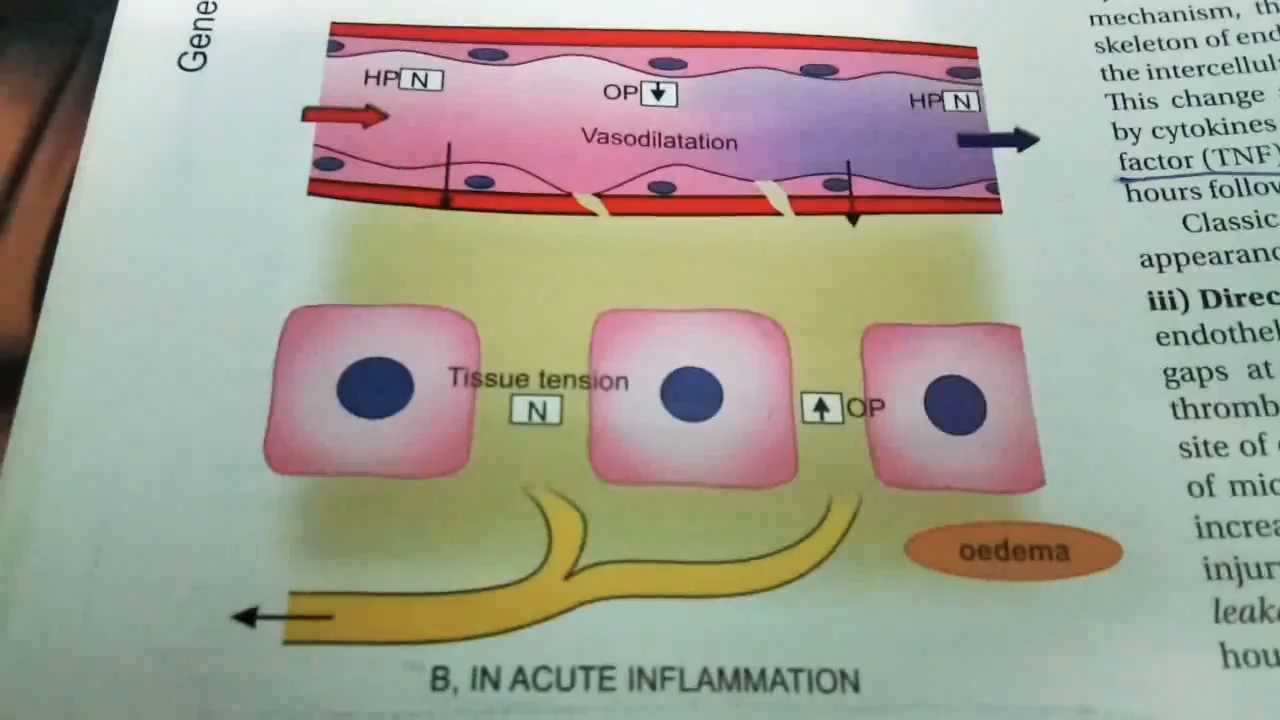 Gene
HP N
OP
HP N
Vasodilatation
Tissue tension
N
OP
oedema
B, IN ACUTE INFLAMMATION
mechanism, th
skeleton of end
the intercellul
This change
by cytokines
factor (TNF)
hours follow
Classic
appearanc
iii) Direc
endothel
gaps at
thromb
site of
of mic
increa
injur
leak
hou